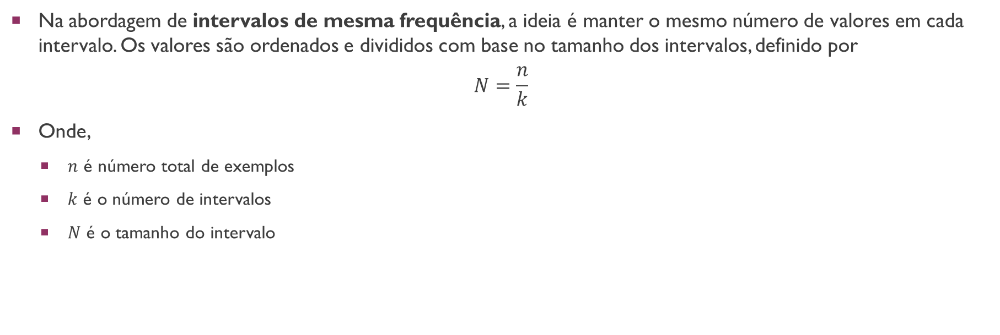 ▪ Na abordagem de intervalos de mesma frequência, a ideia é manter o mesmo número de valores em cada
intervalo. Os valores são ordenados e divididos com base no tamanho dos intervalos, definido por
N = n/k
▪ Onde,
▪ n é número total de exemplos
▪ k é o número de intervalos
▪ N é o tamanho do intervalo